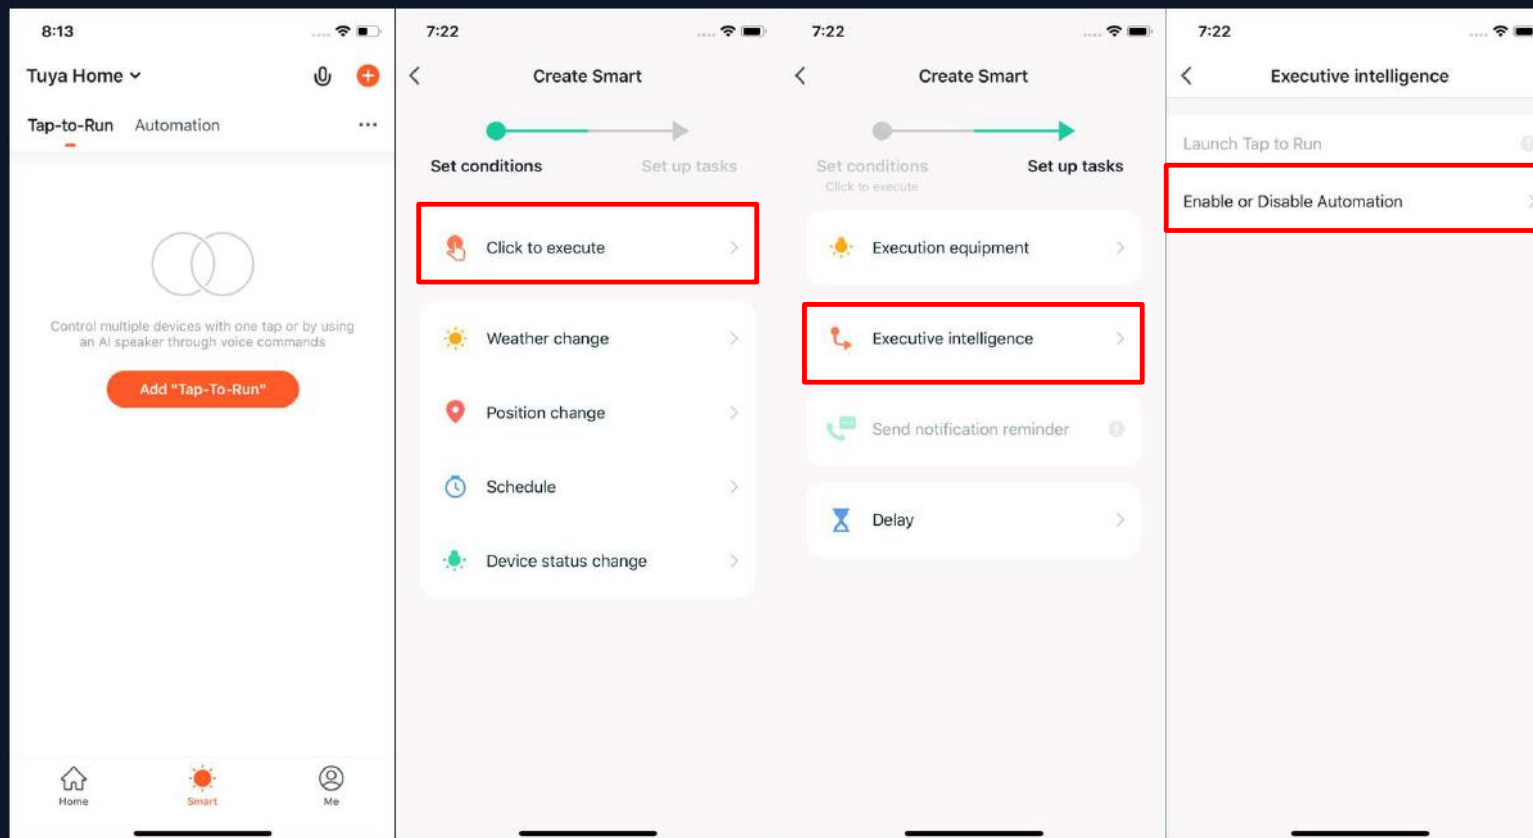 8:13
Tuya Home
Tap-to-Run Automation
Control multiple devices with one tap or by using
an AI speaker through voice commands
Add "Tap-To-Run"
Home Smart Me
7:22
Create Smart
Set conditions Set up tasks
Click to execute
Weather change
Position change
Schedule
Device status change
7:22
Create Smart
Set conditions Set up tasks
Click to execute
Execution equipment
Executive intelligence
Send notification reminder
Delay
7:22
Executive intelligence
Launch Tap to Run
Enable or Disable Automation